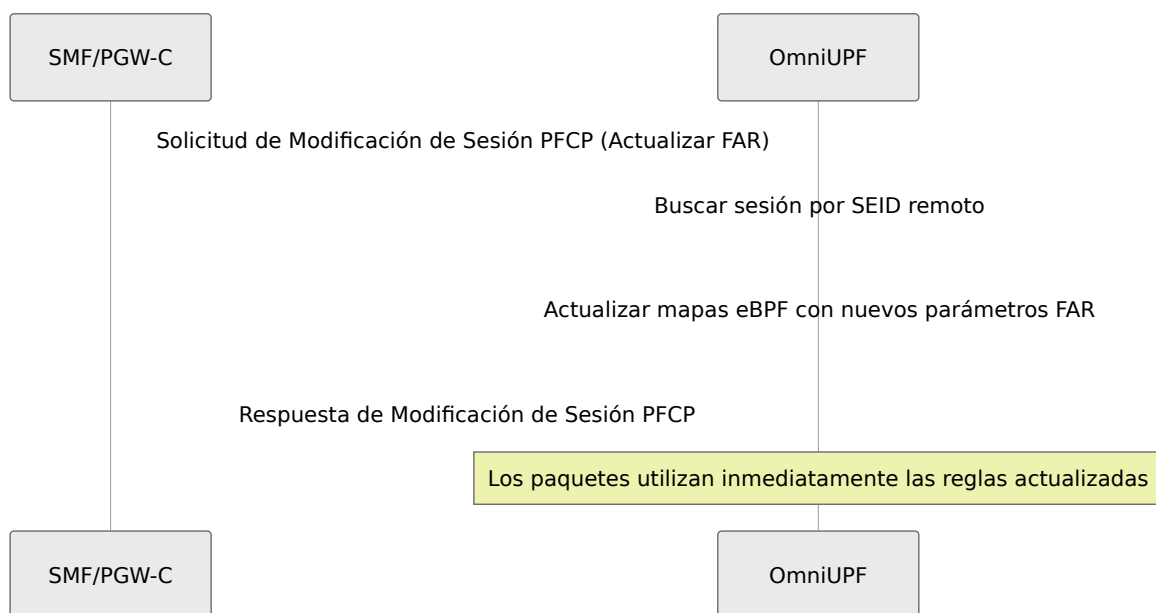 SMF/PGW-C
OmniUPF
Solicitud de Modificación de Sesión PFCP (Actualizar FAR)
Buscar sesión por SEID remoto
Actualizar mapas eBPF con nuevos parámetros FAR
Respuesta de Modificación de Sesión PFCP
Los paquetes utilizan inmediatamente las reglas actualizadas
SMF/PGW-C
OmniUPF